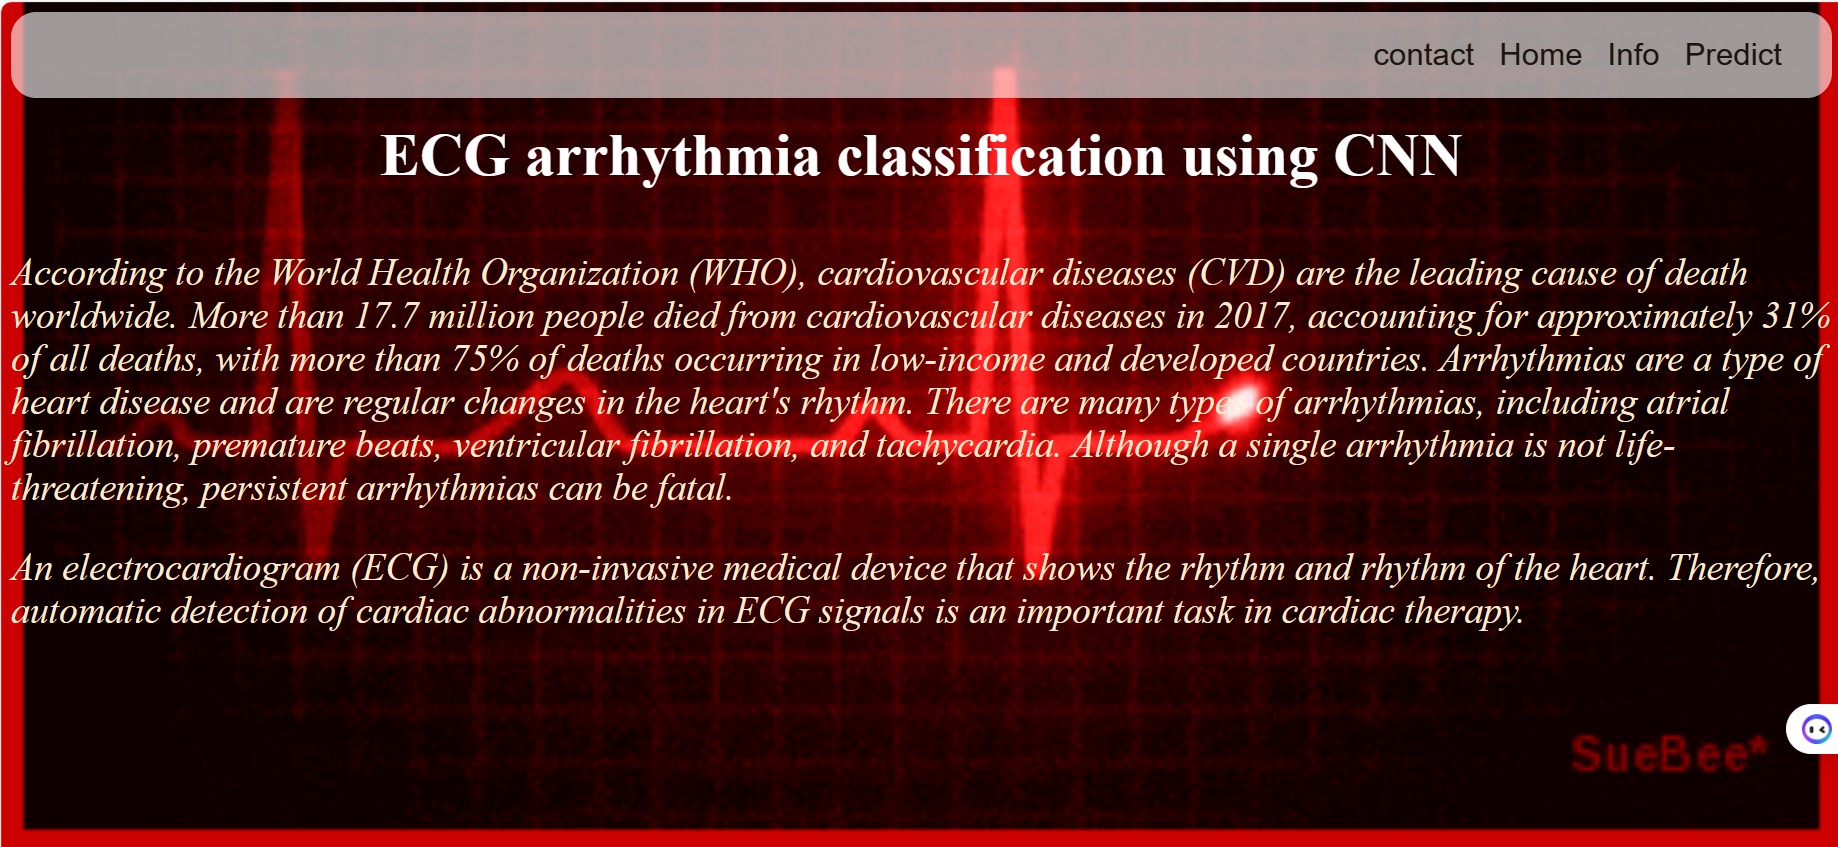 contact Home Info Predict
ECG arrhythmia classification using CNN
According to the World Health Organization (WHO), cardiovascular diseases (CVD) are the leading cause of death
worldwide. More than 17.7 million people died from cardiovascular diseases in 2017, accounting for approximately 31%
of all deaths, with more than 75% of deaths occurring in low-income and developed countries. Arrhythmias are a type of
heart disease and are regular changes in the heart's rhythm. There are many types of arrhythmias, including atrial
fibrillation, premature beats, ventricular fibrillation, and tachycardia. Although a single arrhythmia is not life-
threatening, persistent arrhythmias can be fatal.
An electrocardiogram (ECG) is a non-invasive medical device that shows the rhythm and rhythm of the heart. Therefore,
automatic detection of cardiac abnormalities in ECG signals is an important task in cardiac therapy.
SueBee*